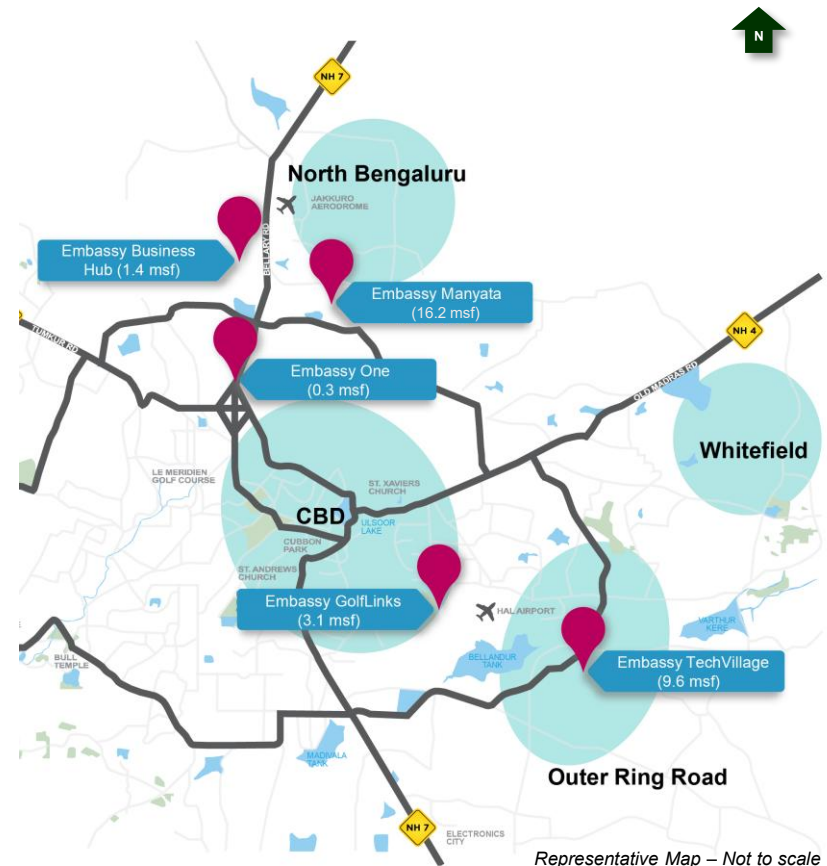 N
NH 7
North Bengaluru
JAKKURO
AERODROME
BELLARY RD
Embassy Business
Hub (1.4 msf)
Embassy Manyata
(16.2 msf)
TUMKUR RD
NH 4
Embassy One
(0.3 msf)
OLD MADRAS RD
Whitefield
LE MERIDIEN
GOLF COURSE
ST. XAVIERS
CHURCH
CBD
ULSOOR
LAKE
CUBBON
PARK
ST. ANDREWS
CHURCH
Embassy GolfLinks
(3.1 msf)
HAL AIRPORT
VARTHUR
KERE
BULL
TEMPLE
BELLANDUR
TANK
Embassy TechVillage
(9.6 msf)
MADIVALA
TANK
Outer Ring Road
NH 7
ELECTRONICS
CITY
Representative Map – Not to scale